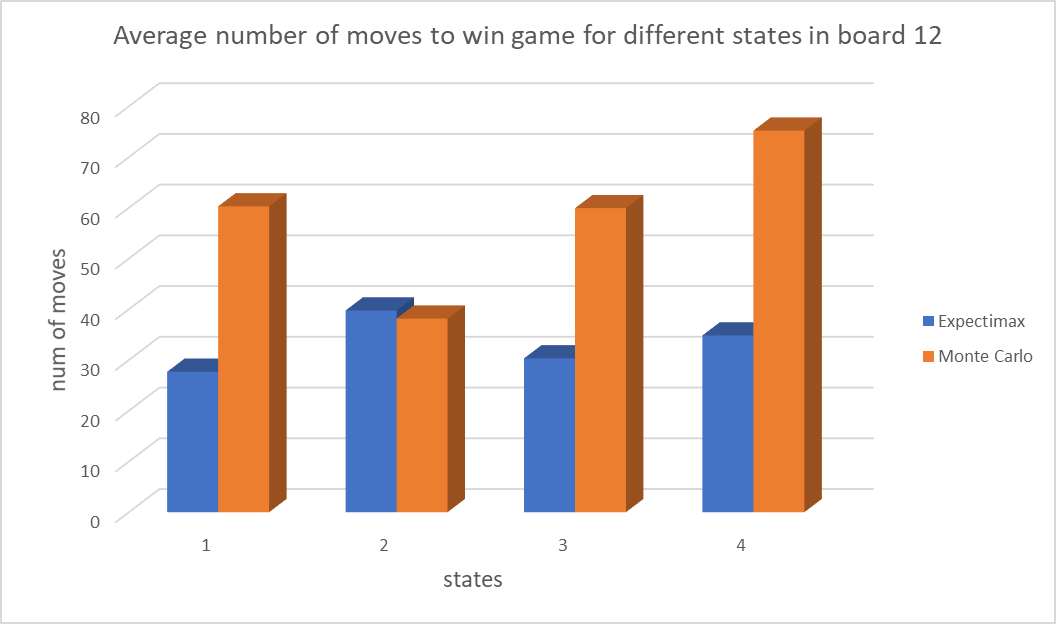 Average number of moves to win game for different states in board 12
num of moves
80
70
60
50
40
30
20
10
0
1 2 3 4
states
Expectimax
Monte Carlo